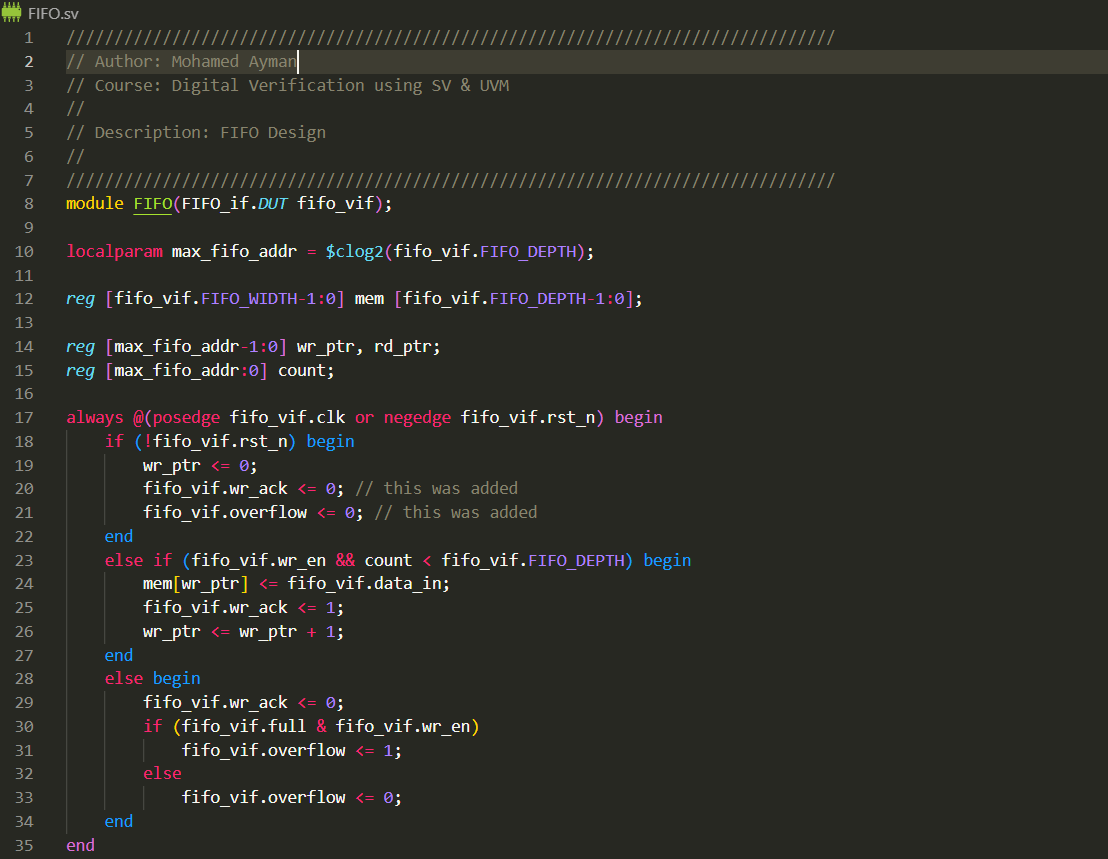 FIFO.sv
1 ////////////////////////////////////////////////////////////////////////////////
2 // Author: Mohamed Ayman
3 // Course: Digital Verification using SV & UVM
4 //
5 // Description: FIFO Design
6 //
7 ////////////////////////////////////////////////////////////////////////////////
8 module FIFO(FIFO_if.DUT fifo_vif);
9
10 localparam max_fifo_addr = $clog2(fifo_vif.FIFO_DEPTH);
11
12 reg [fifo_vif.FIFO_WIDTH-1:0] mem [fifo_vif.FIFO_DEPTH-1:0];
13
14 reg [max_fifo_addr-1:0] wr_ptr, rd_ptr;
15 reg [max_fifo_addr:0] count;
16
17 always @(posedge fifo_vif.clk or negedge fifo_vif.rst_n) begin
18     if (!fifo_vif.rst_n) begin
19         wr_ptr <= 0;
20         fifo_vif.wr_ack <= 0; // this was added
21         fifo_vif.overflow <= 0; // this was added
22     end
23     else if (fifo_vif.wr_en && count < fifo_vif.FIFO_DEPTH) begin
24         mem[wr_ptr] <= fifo_vif.data_in;
25         fifo_vif.wr_ack <= 1;
26         wr_ptr <= wr_ptr + 1;
27     end
28     else begin
29         fifo_vif.wr_ack <= 0;
30         if (fifo_vif.full & fifo_vif.wr_en)
31             fifo_vif.overflow <= 1;
32         else
33             fifo_vif.overflow <= 0;
34     end
35 end